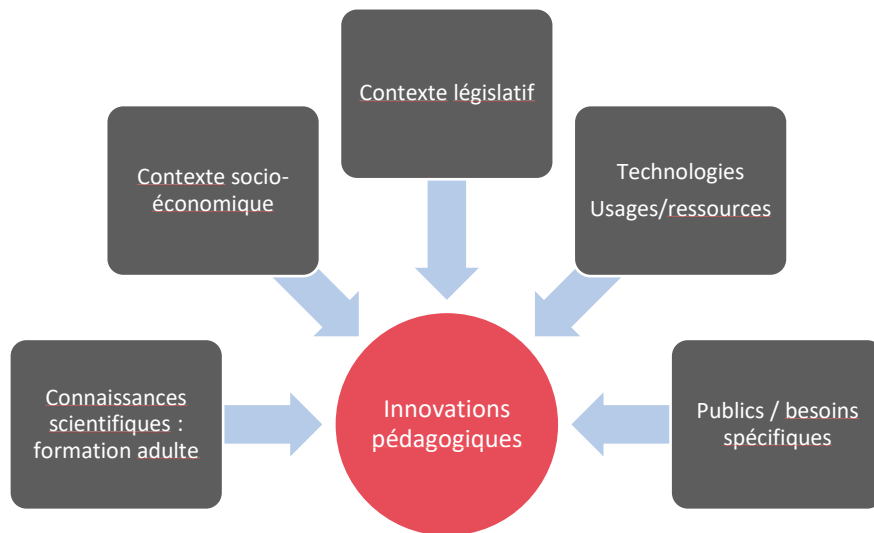 Contexte législatif
Contexte socio-
économique
Technologies
Usages/ressources
Connaissances
scientifiques :
formation adulte
Innovations
pédagogiques
Publics / besoins
spécifiques